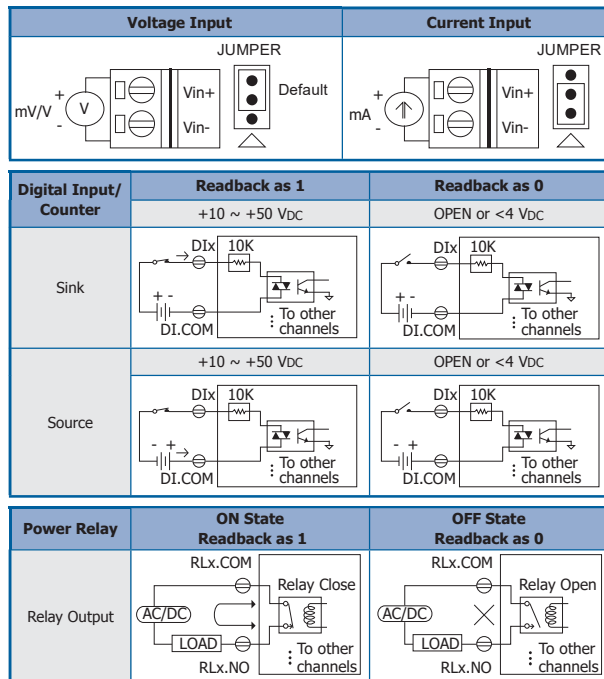 Voltage Input
Current Input
JUMPER
mV/V
+
-
V
Vin+
Vin-
Default
JUMPER
mA
+
-
Vin+
Vin-
Digital Input/
Counter
Readback as 1
Readback as 0
+10 ~ +50 VDC
OPEN or <4 VDC
Sink
DIx
10K
+ -
DI.COM
To other
channels
DIx
10K
+ -
DI.COM
To other
channels
+10 ~ +50 VDC
OPEN or <4 VDC
Source
DIx
10K
- +
DI.COM
To other
channels
DIx
10K
- +
DI.COM
To other
channels
Power Relay
ON State
Readback as 1
OFF State
Readback as 0
Relay Output
RLx.COM
Relay Close
AC/DC
LOAD
RLx.NO
To other
channels
RLx.COM
Relay Open
AC/DC
LOAD
RLx.NO
To other
channels